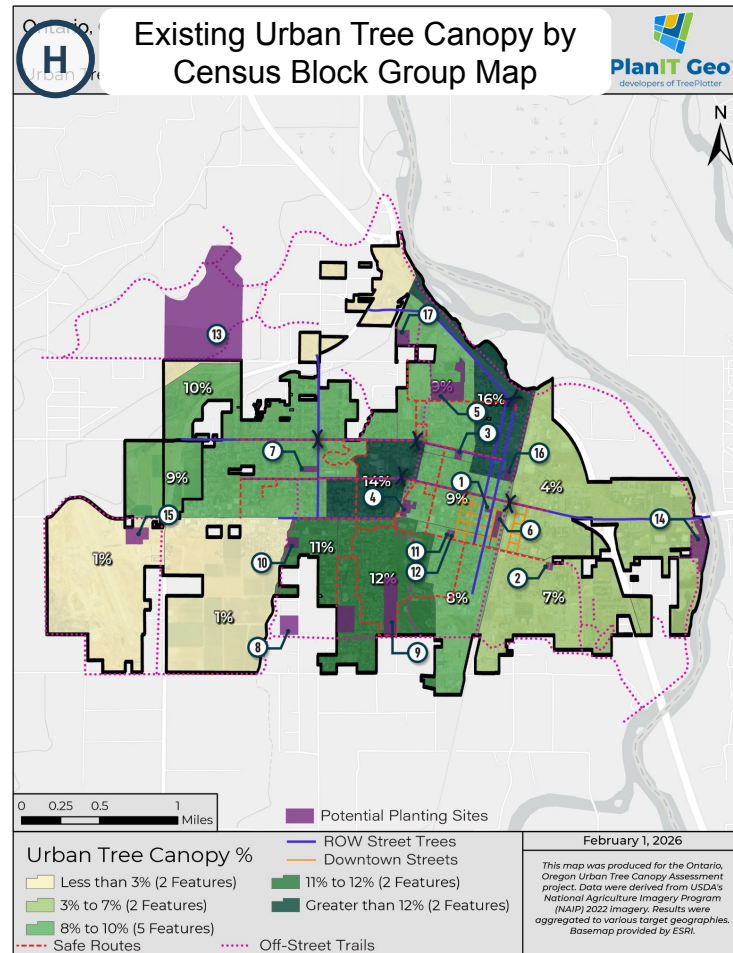 Ontario,
H
Existing Urban Tree Canopy by
Census Block Group Map
PlanIT Geo
developers of TreePlotter
N
13
17
10%
9%
16%
5
3
7
14%
9%
16
1
4
9%
4%
15
6
14
1%
10
11%
11
12
2
12%
1%
8%
7%
8
9
0 0.25 0.5 1
Miles
Potential Planting Sites
ROW Street Trees
Downtown Streets
Urban Tree Canopy %
Less than 3% (2 Features)
3% to 7% (2 Features)
8% to 10% (5 Features)
11% to 12% (2 Features)
Greater than 12% (2 Features)
Safe Routes
Off-Street Trails
February 1, 2026
This map was produced for the Ontario,
Oregon Urban Tree Canopy Assessment
project. Data were derived from USDA's
National Agriculture Imagery Program
(NAIP) 2022 imagery. Results were
aggregated to various target geographies.
Basemap provided by ESRI.